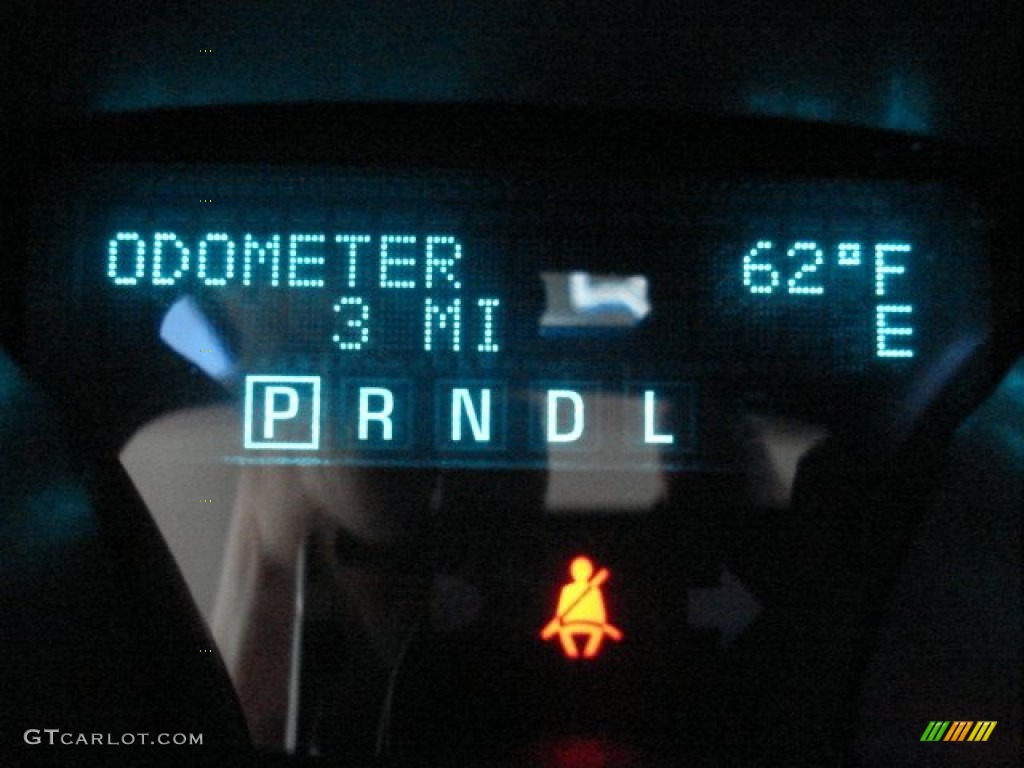 ODOMETER 62°F
3 MI E
P R N D L
GTCARLOT.COM